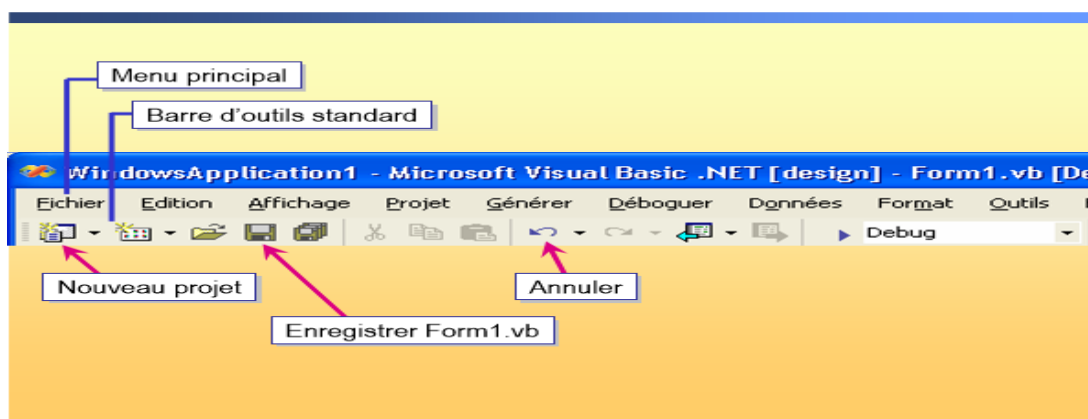 Menu principal
Barre d'outils standard
WindowsApplication1 - Microsoft Visual Basic .NET [design] - Form1.vb [De
Fichier Edition Affichage Projet Générer Déboguer Données Format Outils
Debug
Nouveau projet
Annuler
Enregistrer Form1.vb